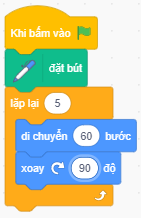 Khi bấm vào
đặt bút
lặp lại 5
di chuyển 60 bước
xoay 90 độ